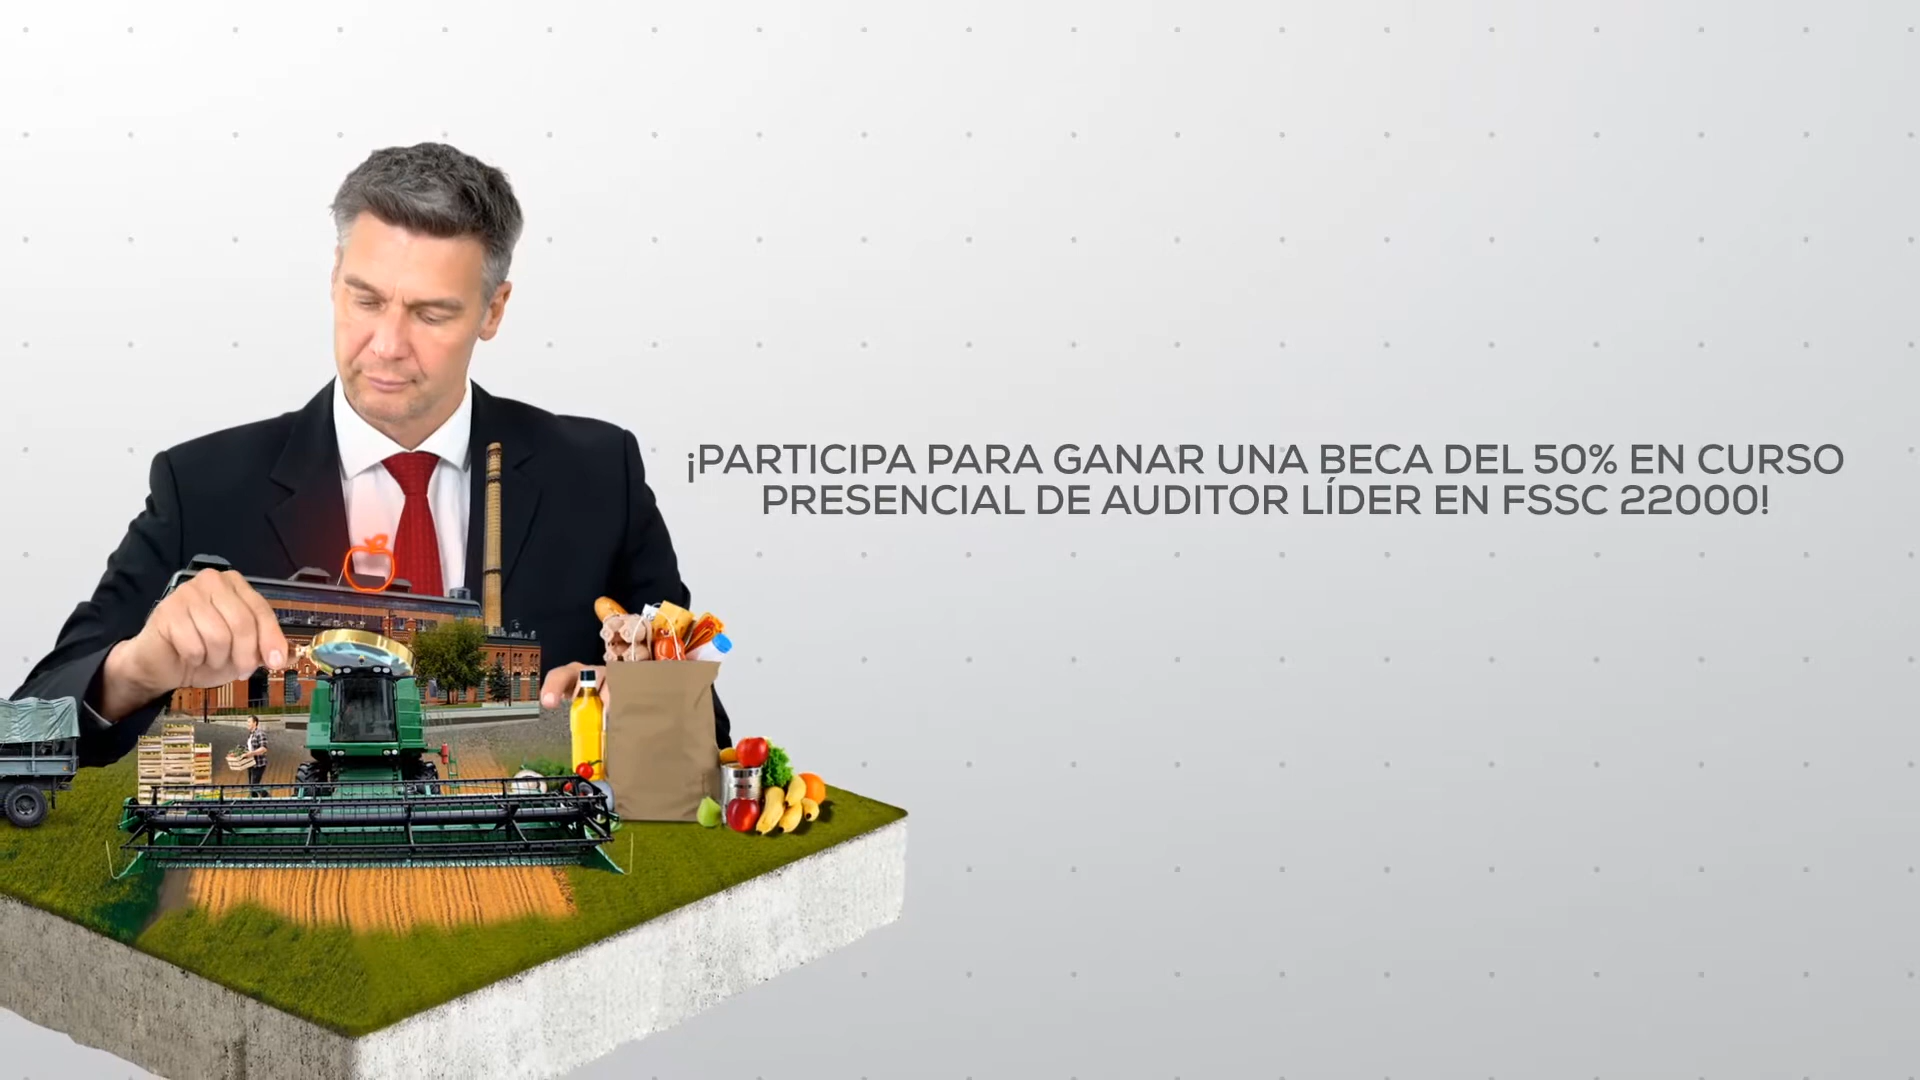 ¡PARTICIPA PARA GANAR UNA BECA DEL 50% EN CURSO
PRESENCIAL DE AUDITOR LÍDER EN FSSC 22000!